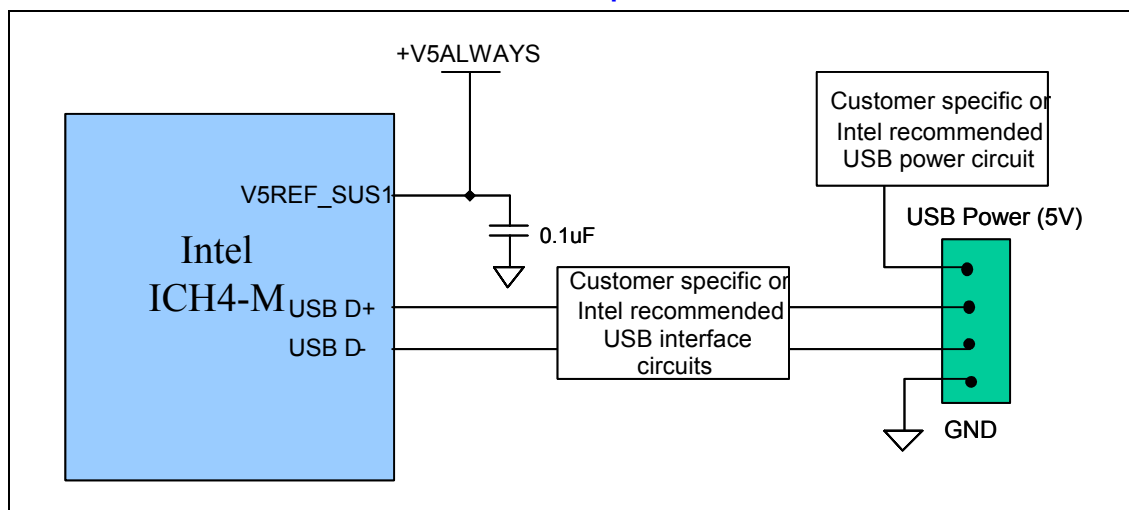 +V5ALWAYS
Customer specific or
Intel recommended
USB power circuit
V5REF_SUS1
USB Power (5V)
0.1uF
Intel
ICH4-M
USB D+
USB D-
Customer specific or
Intel recommended
USB interface
circuits
GND